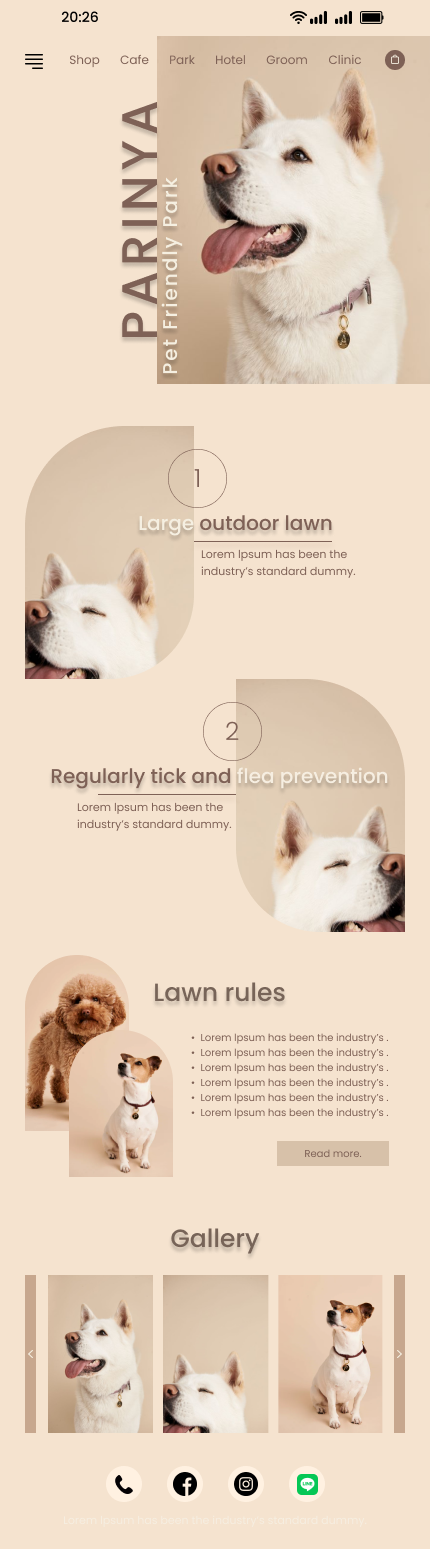 20:26
Shop Cafe Park Hotel Groom Clinic
PARINYA
Pet Friendly Park
1
Large outdoor lawn
Lorem Ipsum has been the
industry's standard dummy.
2
Regularly tick and flea prevention
Lorem Ipsum has been the
industry's standard dummy.
Lawn rules
• Lorem Ipsum has been the industry's .
• Lorem Ipsum has been the industry's .
• Lorem Ipsum has been the industry's .
• Lorem Ipsum has been the industry's .
• Lorem Ipsum has been the industry's .
• Lorem Ipsum has been the industry's .
Read more.
Gallery
< >
LINE
Lorem Ipsum has been the industry's standard dummy.